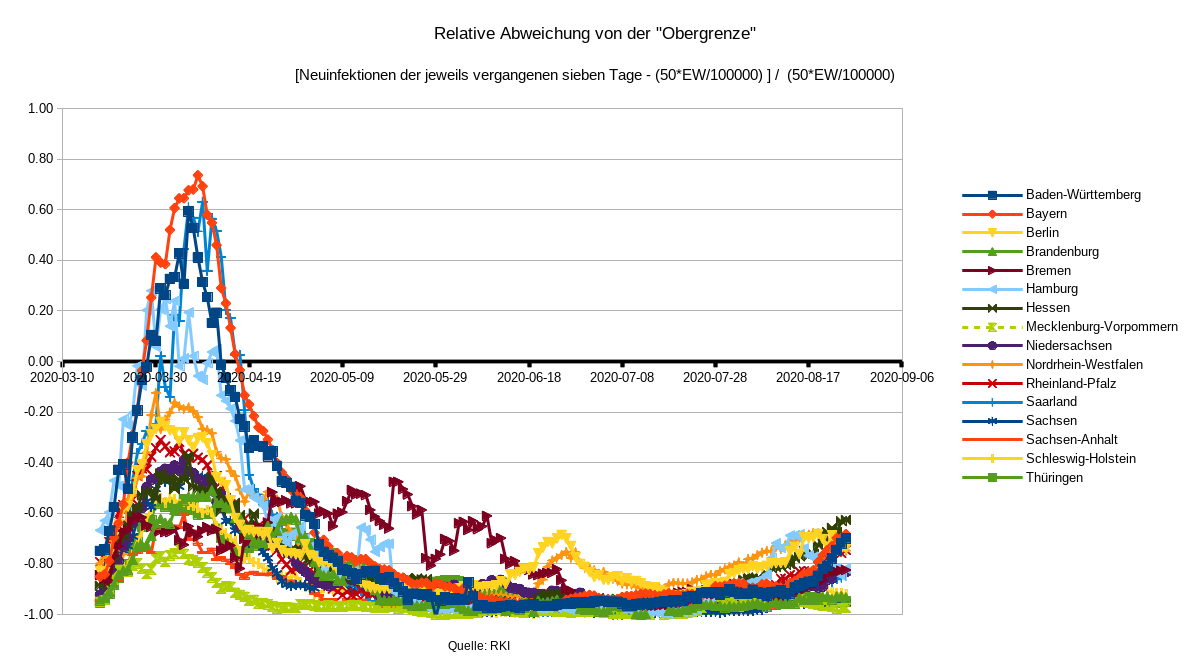 Relative Abweichung von der "Obergrenze"
[Neuinfektionen der jeweils vergangenen sieben Tage - (50*EW/100000) ] / (50*EW/100000)
1.00
0.80
0.60
0.40
0.20
0.00
-0.20
-0.40
-0.60
-0.80
-1.00
2020-03-10 2020-03-30 2020-04-19 2020-05-09 2020-05-29 2020-06-18 2020-07-08 2020-07-28 2020-08-17 2020-09-06
Baden-Württemberg
Bayern
Berlin
Brandenburg
Bremen
Hamburg
Hessen
Mecklenburg-Vorpommern
Niedersachsen
Nordrhein-Westfalen
Rheinland-Pfalz
Saarland
Sachsen
Sachsen-Anhalt
Schleswig-Holstein
Thüringen
Quelle: RKI